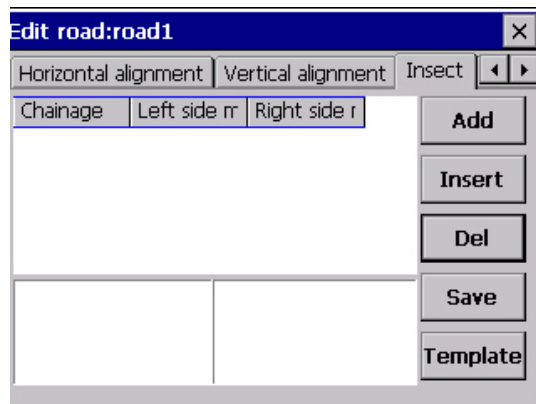 Edit road:road1
Horizontal alignment Vertical alignment Insect
Chainage Left side Right side
Add
Insert
Del
Save
Template